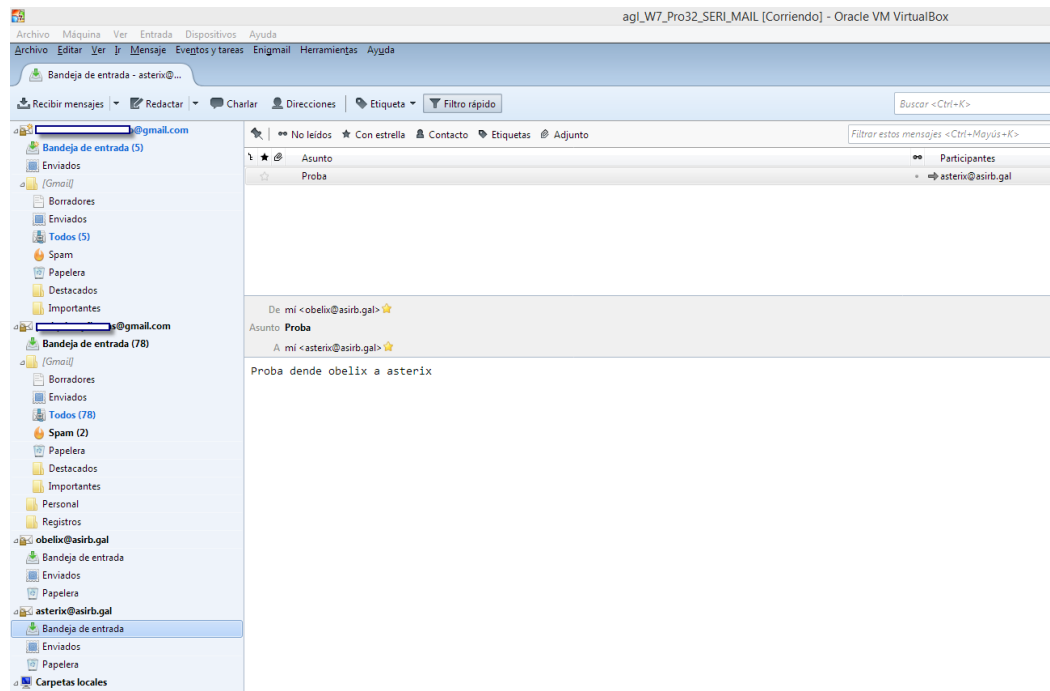 agl_W7_Pro32_SERI_MAIL [Corriendo] - Oracle VM VirtualBox
Archivo Máquina Ver Entrada Dispositivos Ayuda
Archivo Editar Ver Ir Mensaje Eventos y tareas Enigmail Herramientas Ayuda
Bandeja de entrada - asterix@...
Recibir mensajes Redactar Charlar Direcciones Etiqueta Filtro rápido Buscar <Ctrl+K>
@gmail.com
Bandeja de entrada (5)
Enviados
[Gmail]
Borradores
Enviados
Todos (5)
Spam
Papelera
Destacados
Importantes
s@gmail.com
Bandeja de entrada (78)
[Gmail]
Borradores
Enviados
Todos (78)
Spam (2)
Papelera
Destacados
Importantes
Personal
Registros
obelix@asirb.gal
Bandeja de entrada
Enviados
Papelera
asterix@asirb.gal
Bandeja de entrada
Enviados
Papelera
Carpetas locales
No leídos Con estrella Contacto Etiquetas Adjunto Filtrar estos mensajes <Ctrl+Mayús+K>
Asunto Participantes
Proba asterix@asirb.gal
De mí <obelix@asirb.gal>
Asunto Proba
A mí <asterix@asirb.gal>
Proba dende obelix a asterix